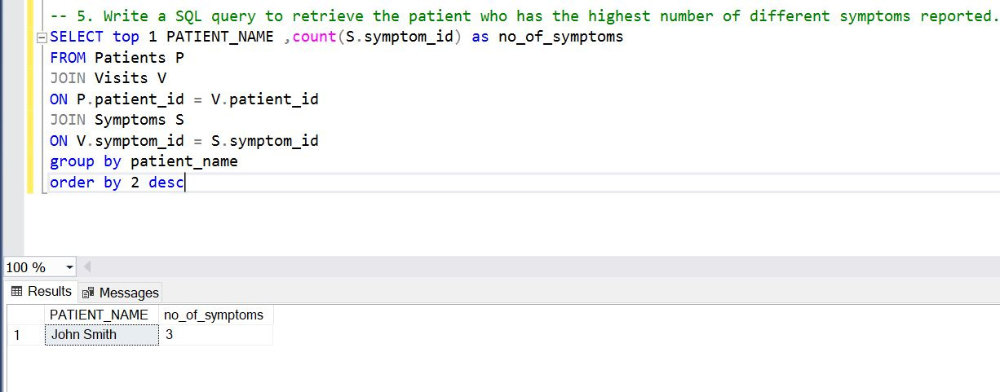 -- 5. Write a SQL query to retrieve the patient who has the highest number of different symptoms reported.
SELECT top 1 PATIENT_NAME ,count(S.symptom_id) as no_of_symptoms
FROM Patients P
JOIN Visits V
ON P.patient_id = V.patient_id
JOIN Symptoms S
ON V.symptom_id = S.symptom_id
group by patient_name
order by 2 desc
100 %
Results Messages
PATIENT_NAME no_of_symptoms
1 John Smith 3